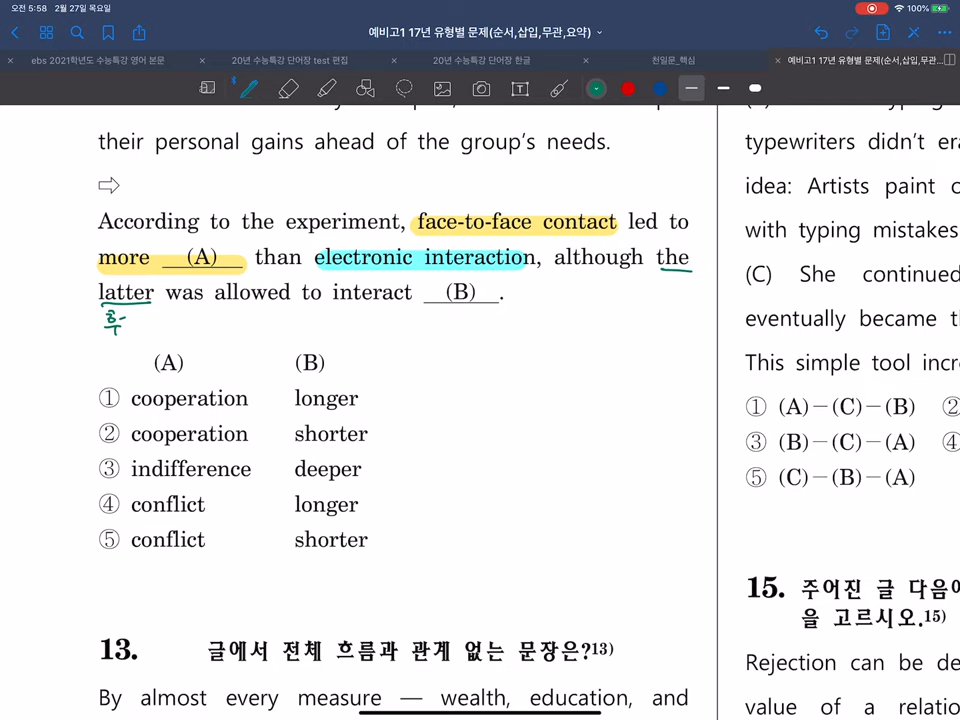 오전 5:58 2월 27일 목요일
100%
예비고1 17년 유형별 문제(순서,삽입,무관,요약)
ebs 2021학년도 수능특강 영어 본문
20년 수능특강 단어장 test 편집
20년 수능특강 단어장 한글
천일문_핵심
예비고1 17년 유형별 문제(순서,삽입,무관,
their personal gains ahead of the group's needs.
⇨
According to the experiment, face-to-face contact led to
more (A) than electronic interaction, although the
latter was allowed to interact (B) .
후
(A) (B)
① cooperation longer
② cooperation shorter
③ indifference deeper
④ conflict longer
⑤ conflict shorter
13. 글에서 전체 흐름과 관계 없는 문장은?13)
By almost every measure — wealth, education, and
typewriters didn't era
idea: Artists paint
with typing mistakes
(C) She continued
eventually became
This simple tool incr
① (A)－(C)－(B) ②
③ (B)－(C)－(A) ④
⑤ (C)－(B)－(A)
15. 주어진 글 다음에
을 고르시오.15)
Rejection can be de
value of a relatio